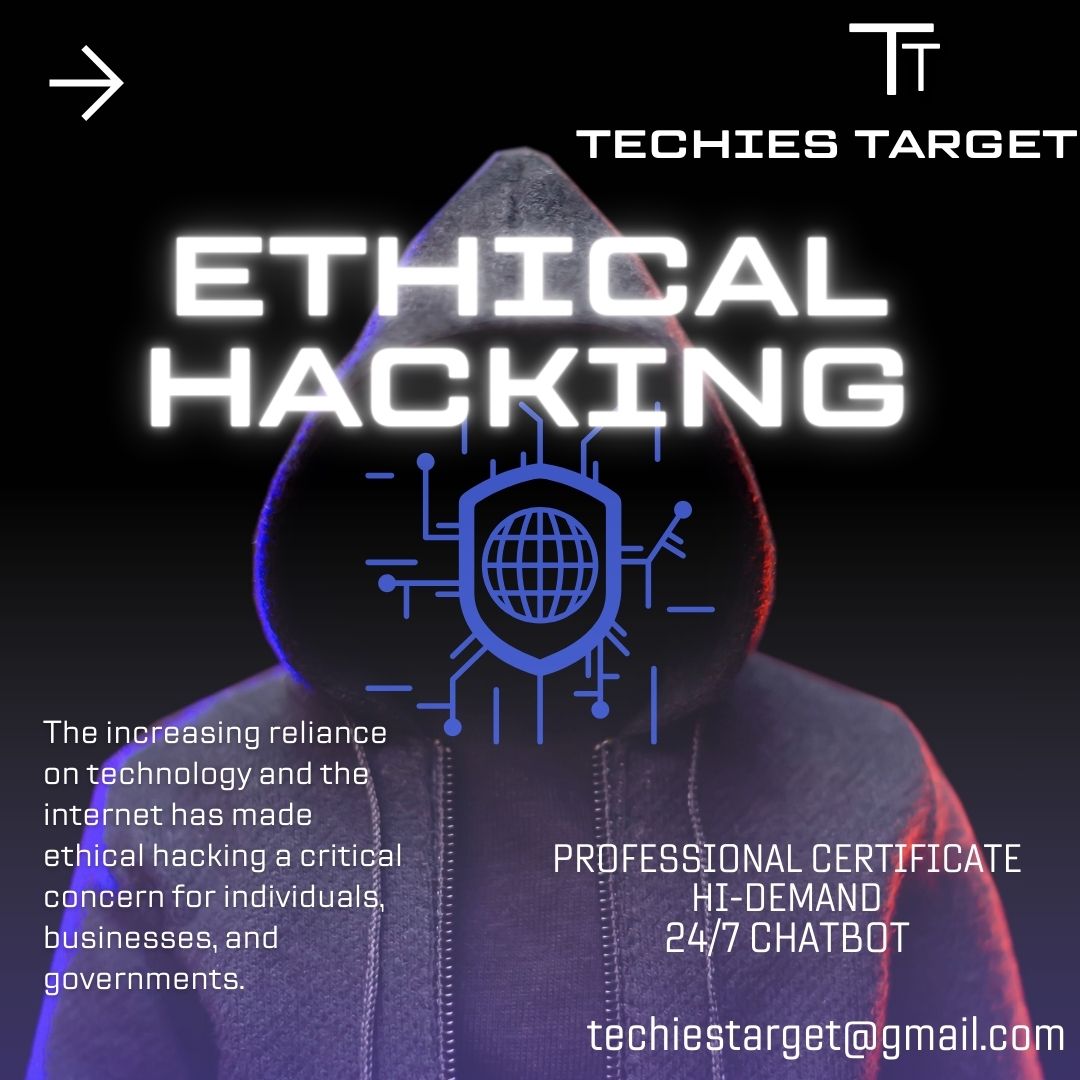 TT
TECHIES TARGET
ETHICAL
HACKING
The increasing reliance
on technology and the
internet has made
ethical hacking a critical
concern for individuals,
businesses, and
governments.
PROFESSIONAL CERTIFICATE
HI-DEMAND
24/7 CHATBOT
techiestarget@gmail.com